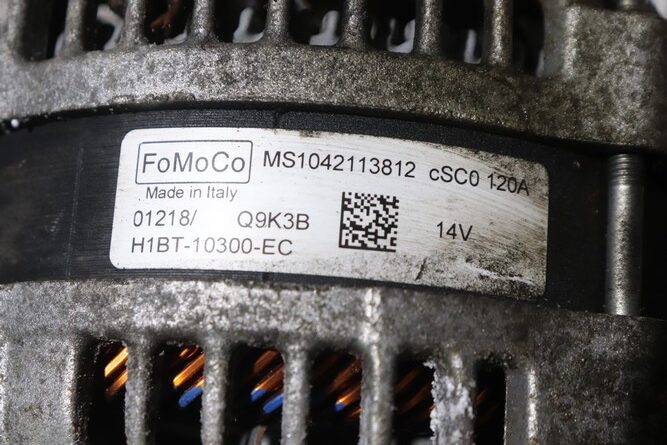 FoMoCo MS1042113812 cSC0 120A
Made in Italy
01218/ Q9K3B 14V
H1BT-10300-EC